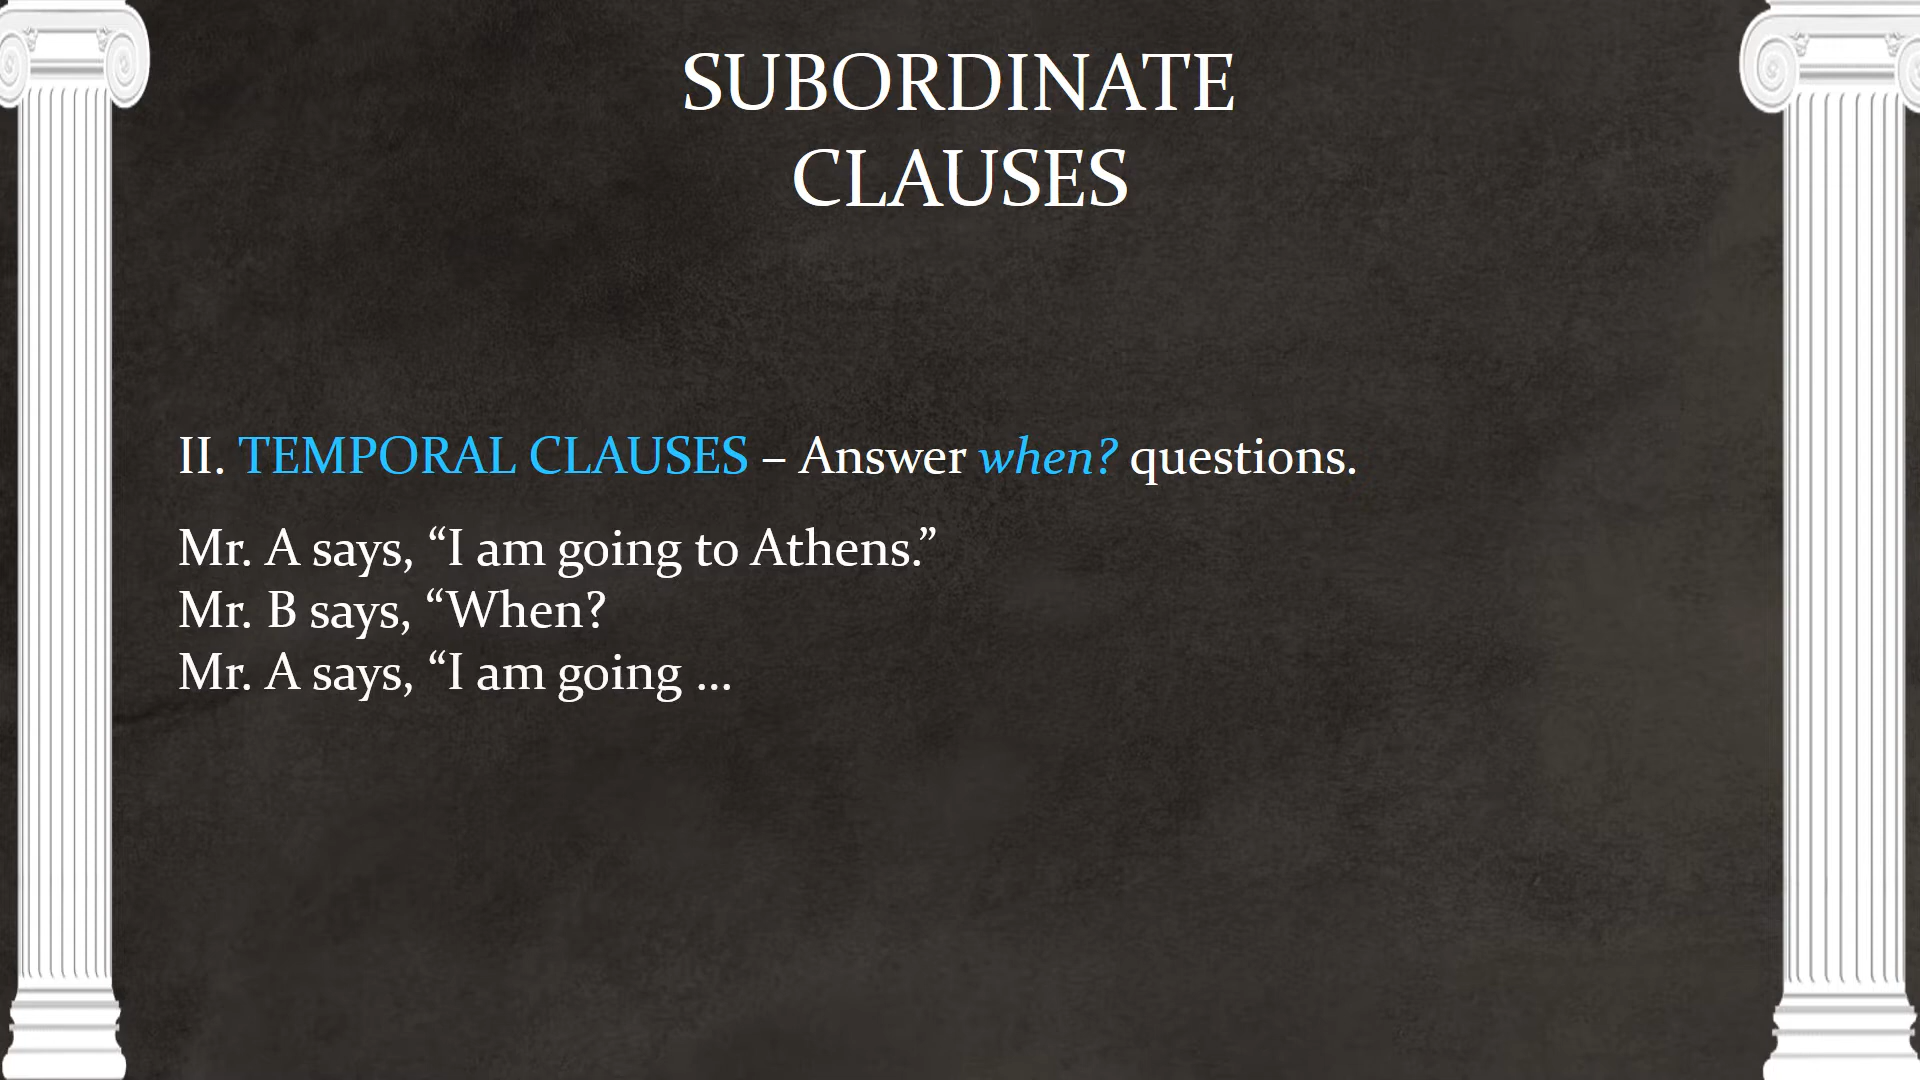 SUBORDINATE
CLAUSES
II. TEMPORAL CLAUSES – Answer when? questions.
Mr. A says, “I am going to Athens.”
Mr. B says, “When?
Mr. A says, “I am going ...